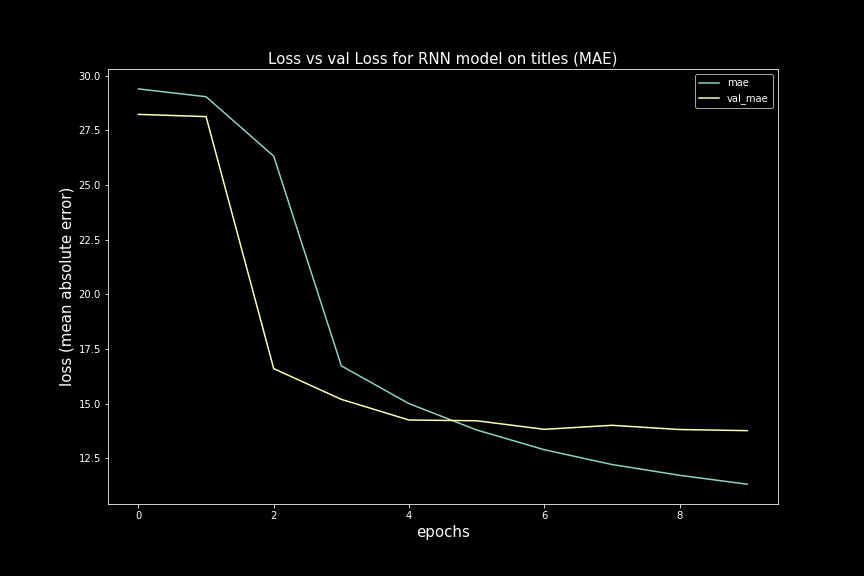 Loss vs val Loss for RNN model on titles (MAE)
mae
val_mae
30.0
27.5
25.0
22.5
20.0
17.5
15.0
12.5
loss (mean absolute error)
0 2 4 6 8
epochs